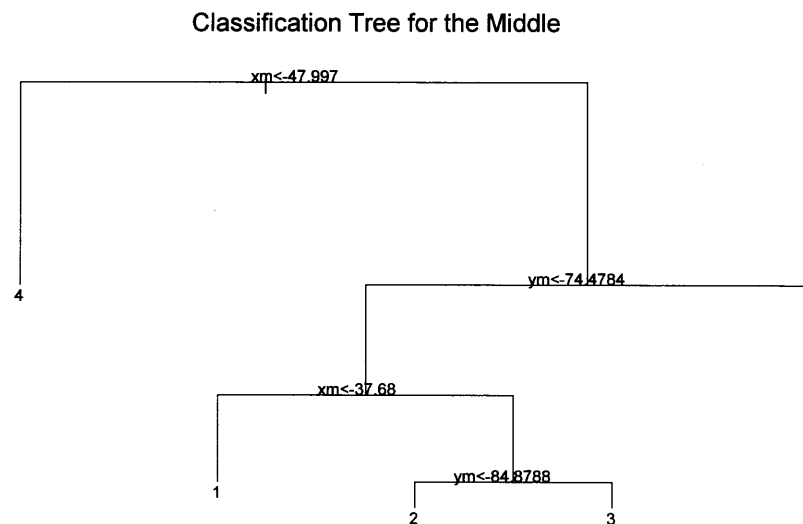 Classification Tree for the Middle
xm<-47.997
4
ym<-74.4784
xm<-37.68
1
ym<-84.8788
2
3